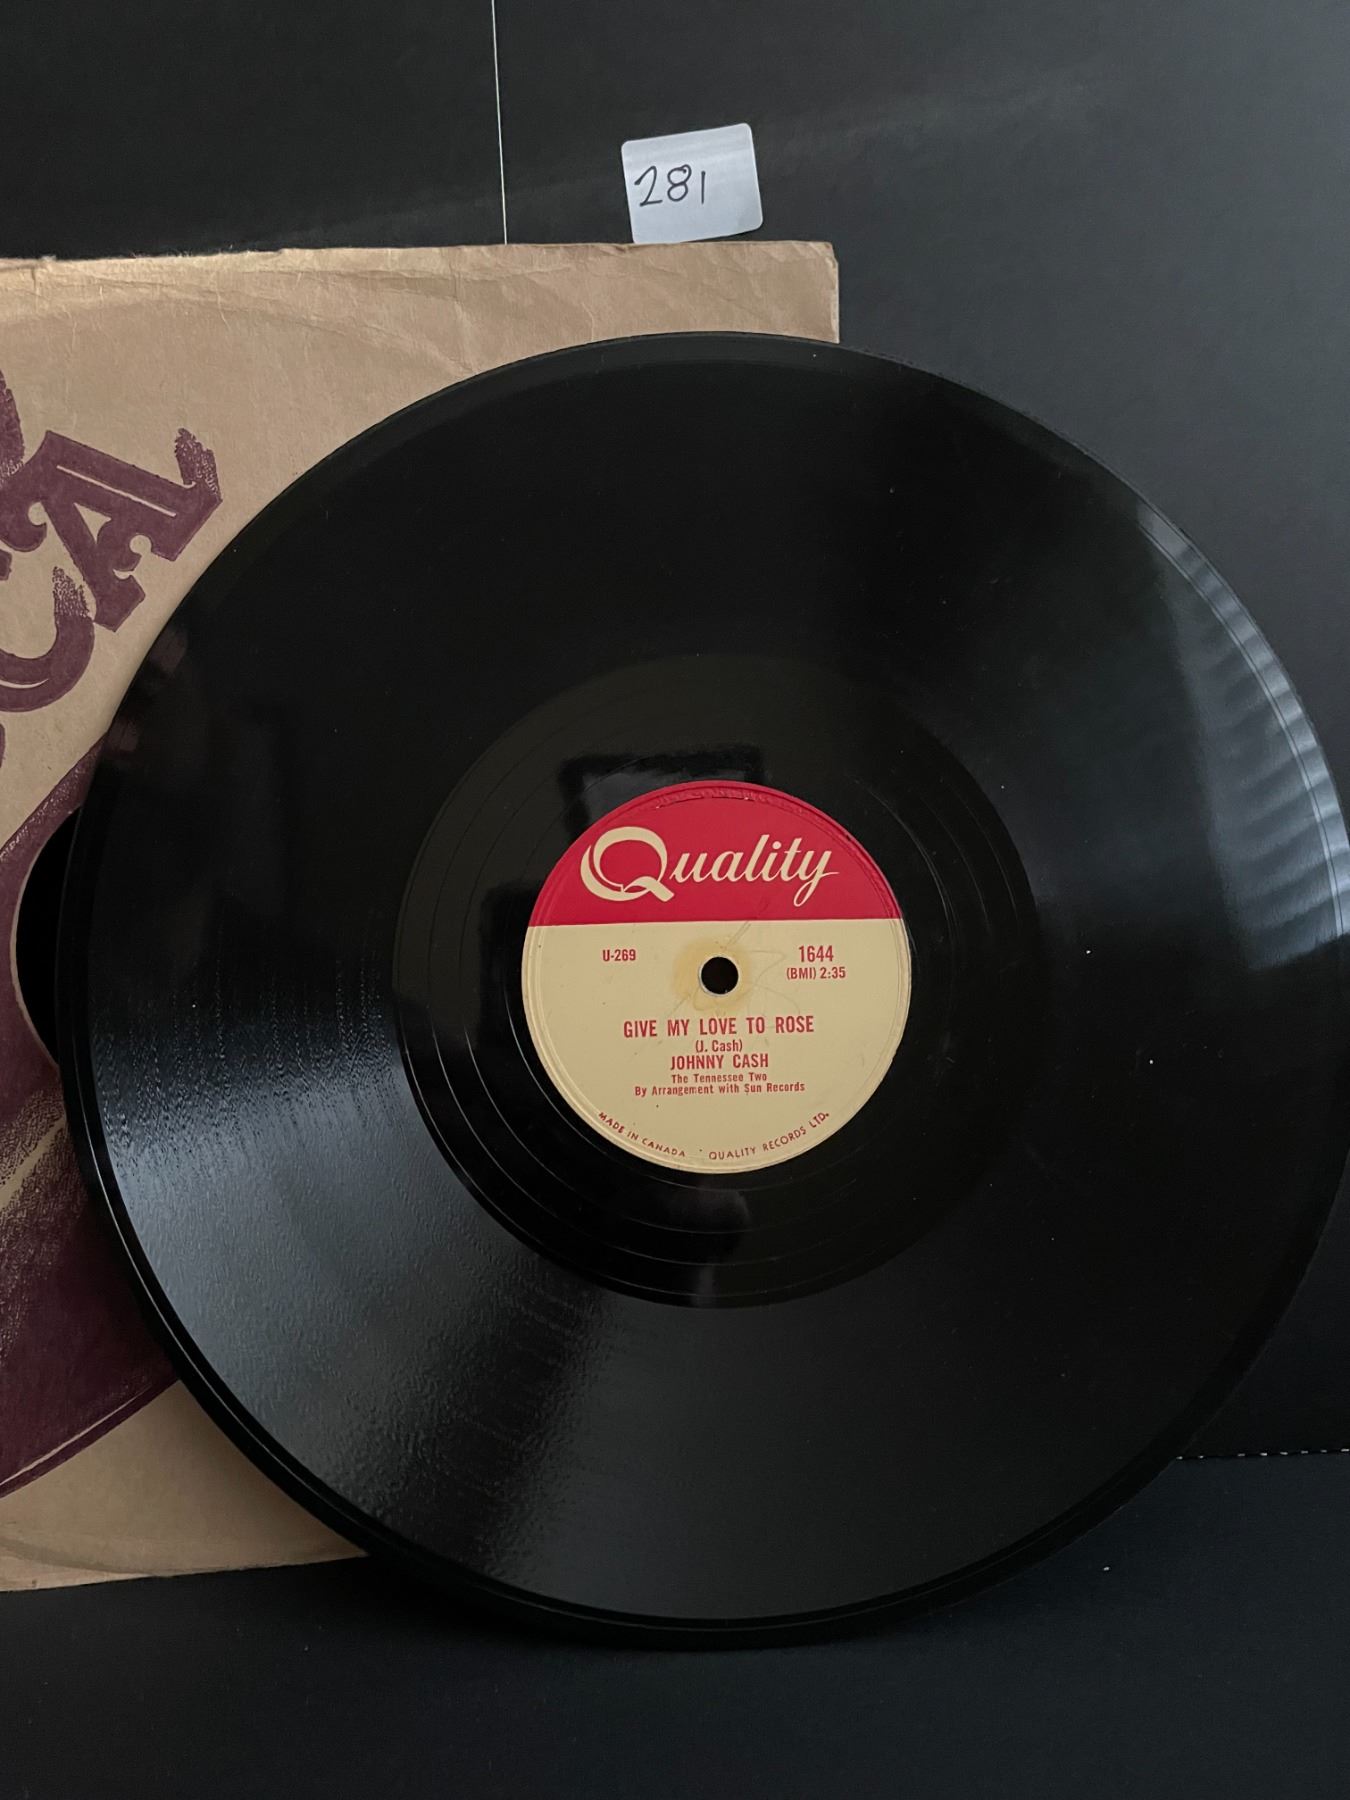 281
CA
Quality
U-269
1644
(BMI) 2:35
GIVE MY LOVE TO ROSE
(J. Cash)
JOHNNY CASH
The Tennessee Two
By Arrangement with Sun Records
MADE IN CANADA • QUALITY RECORDS LTD.